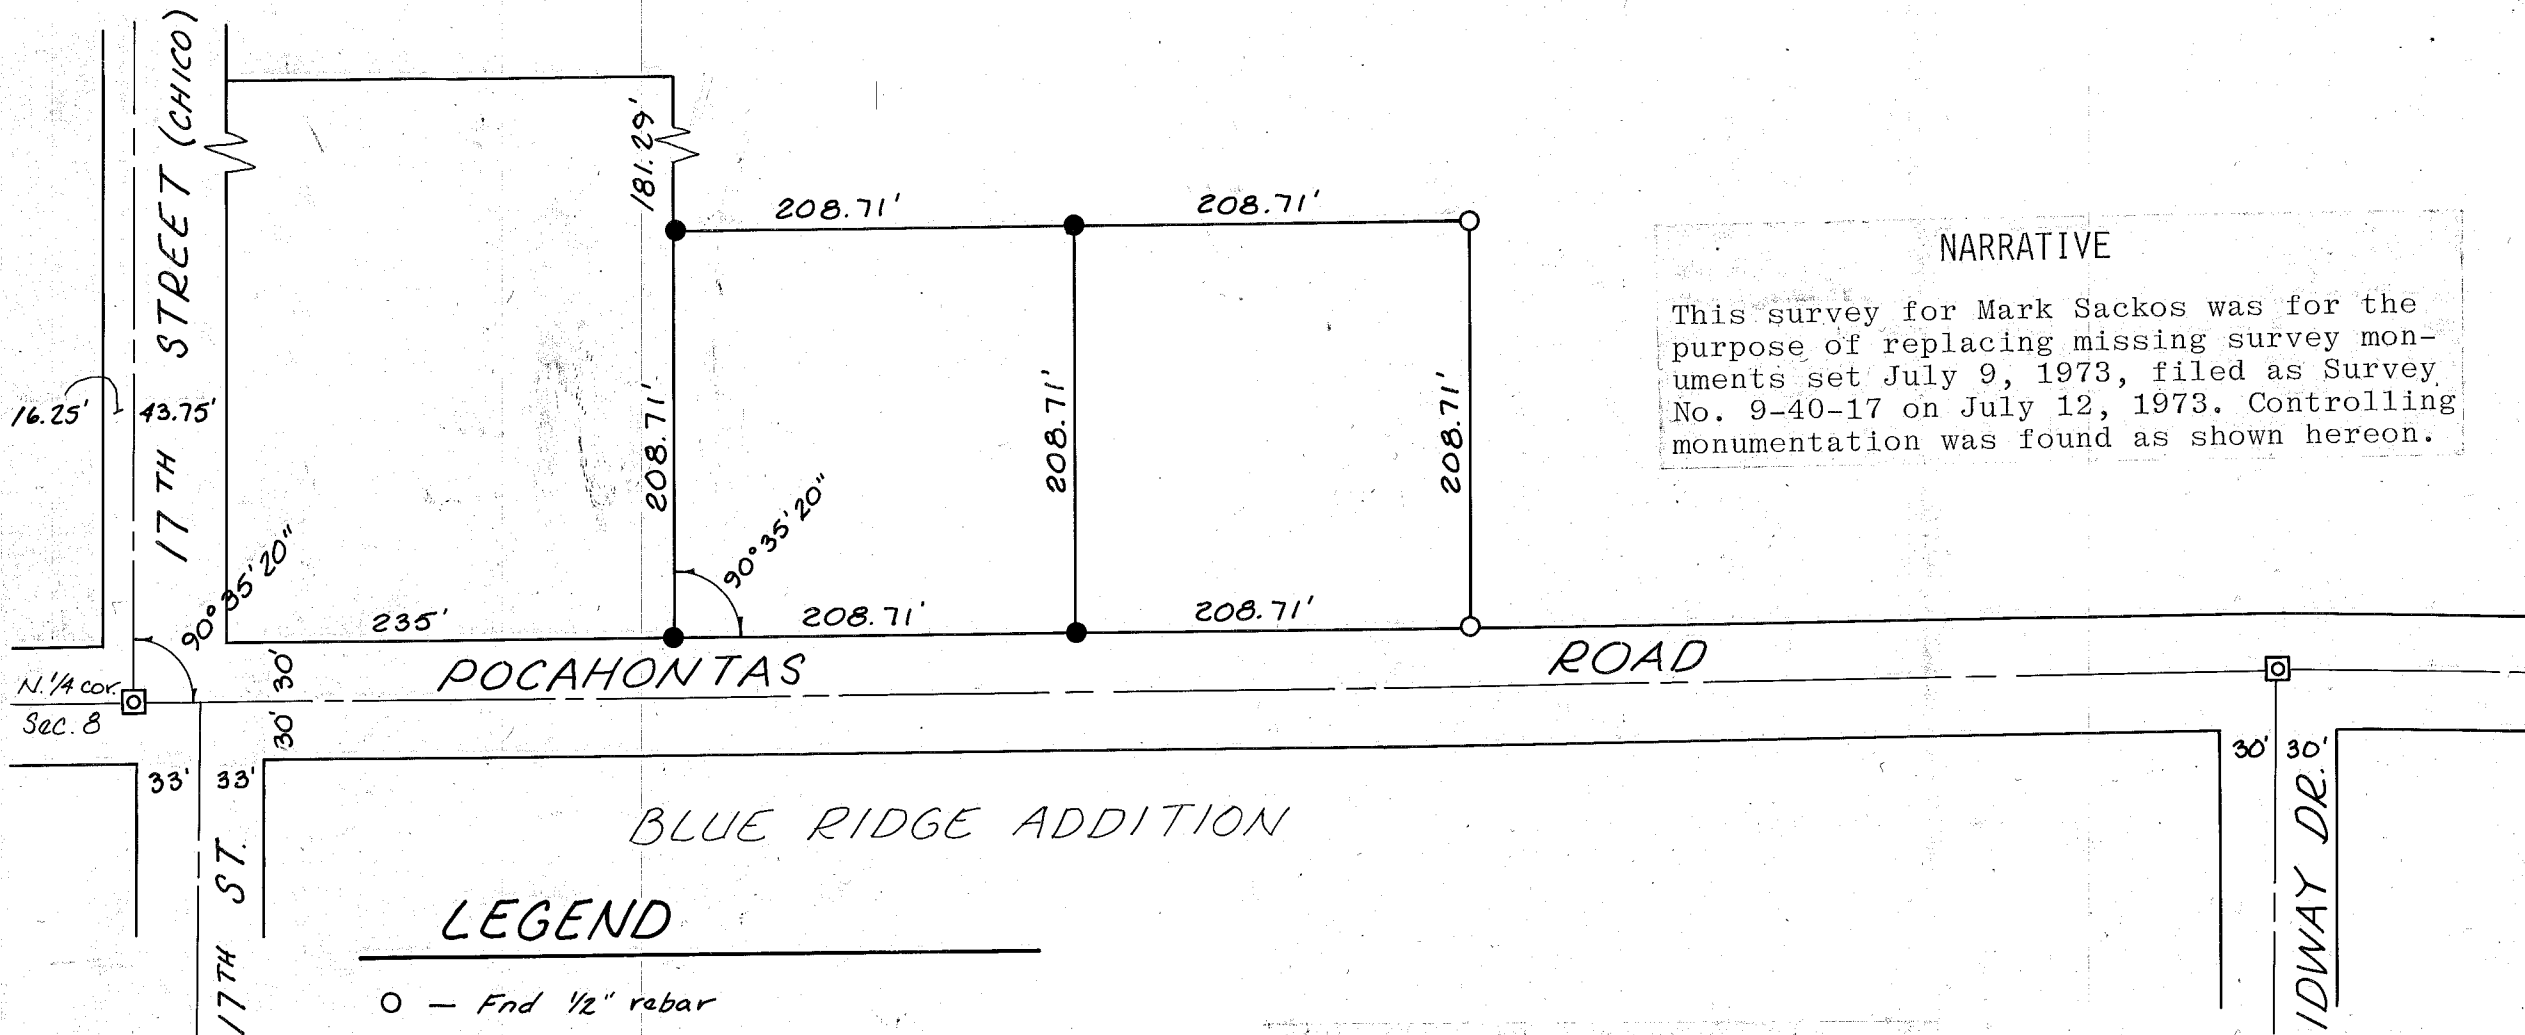 17TH STREET (CHICO)
181.29'
208.71'
208.71'
NARRATIVE
This survey for Mark Sackos was for the
purpose of replacing missing survey mon-
uments set July 9, 1973, filed as Survey
No. 9-40-17 on July 12, 1973. Controlling
monumentation was found as shown hereon.
16.25'
43.75'
208.71'
208.71'
208.71'
90°35'20"
90°35'20"
235'
208.71'
208.71'
N. 1/4 cor.
Sec. 8
30'
30'
POCAHONTAS ROAD
33'
33'
30'
30'
17TH ST.
BLUE RIDGE ADDITION
IDWAY DR.
LEGEND
O — Fnd 1/2" rebar